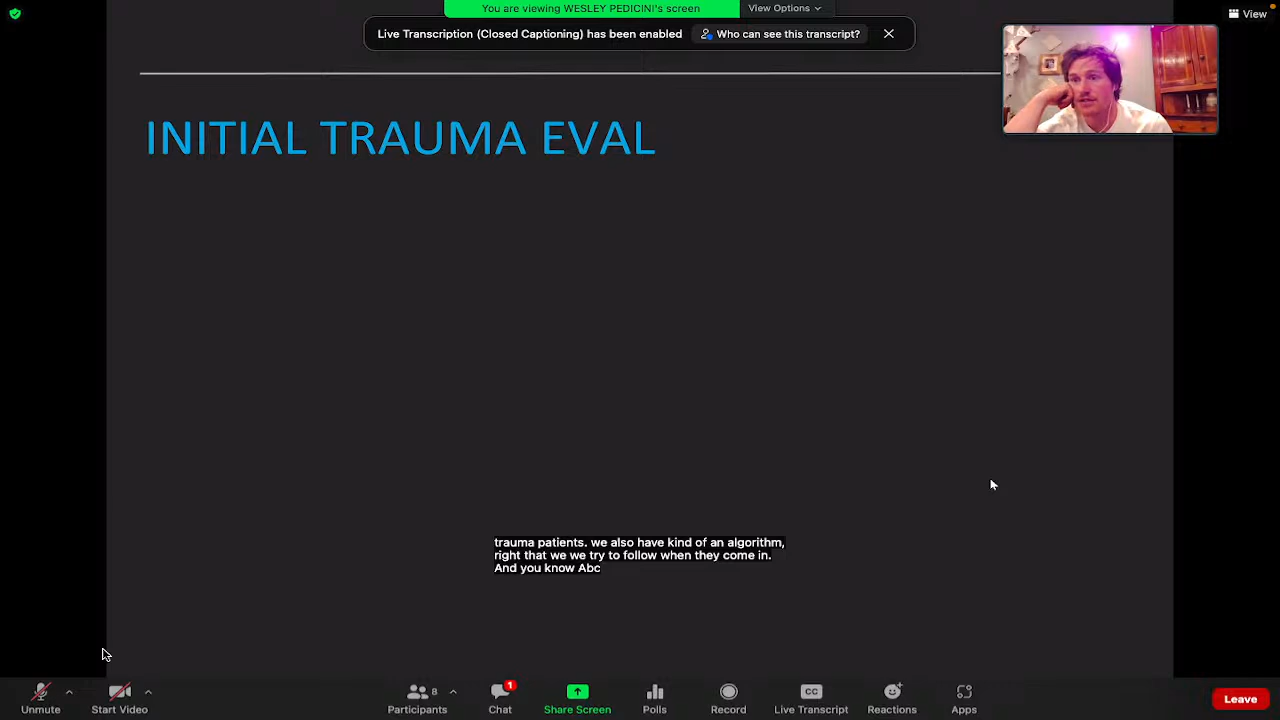 You are viewing WESLEY PEDICINI's screen
View Options
View
Live Transcription (Closed Captioning) has been enabled
Who can see this transcript?
INITIAL TRAUMA EVAL
trauma patients. we also have kind of an algorithm,
right that we we try to follow when they come in.
And you know Abc
Unmute
Start Video
Participants
8
Chat
1
Share Screen
Polls
Record
CC
Live Transcript
Reactions
Apps
Leave